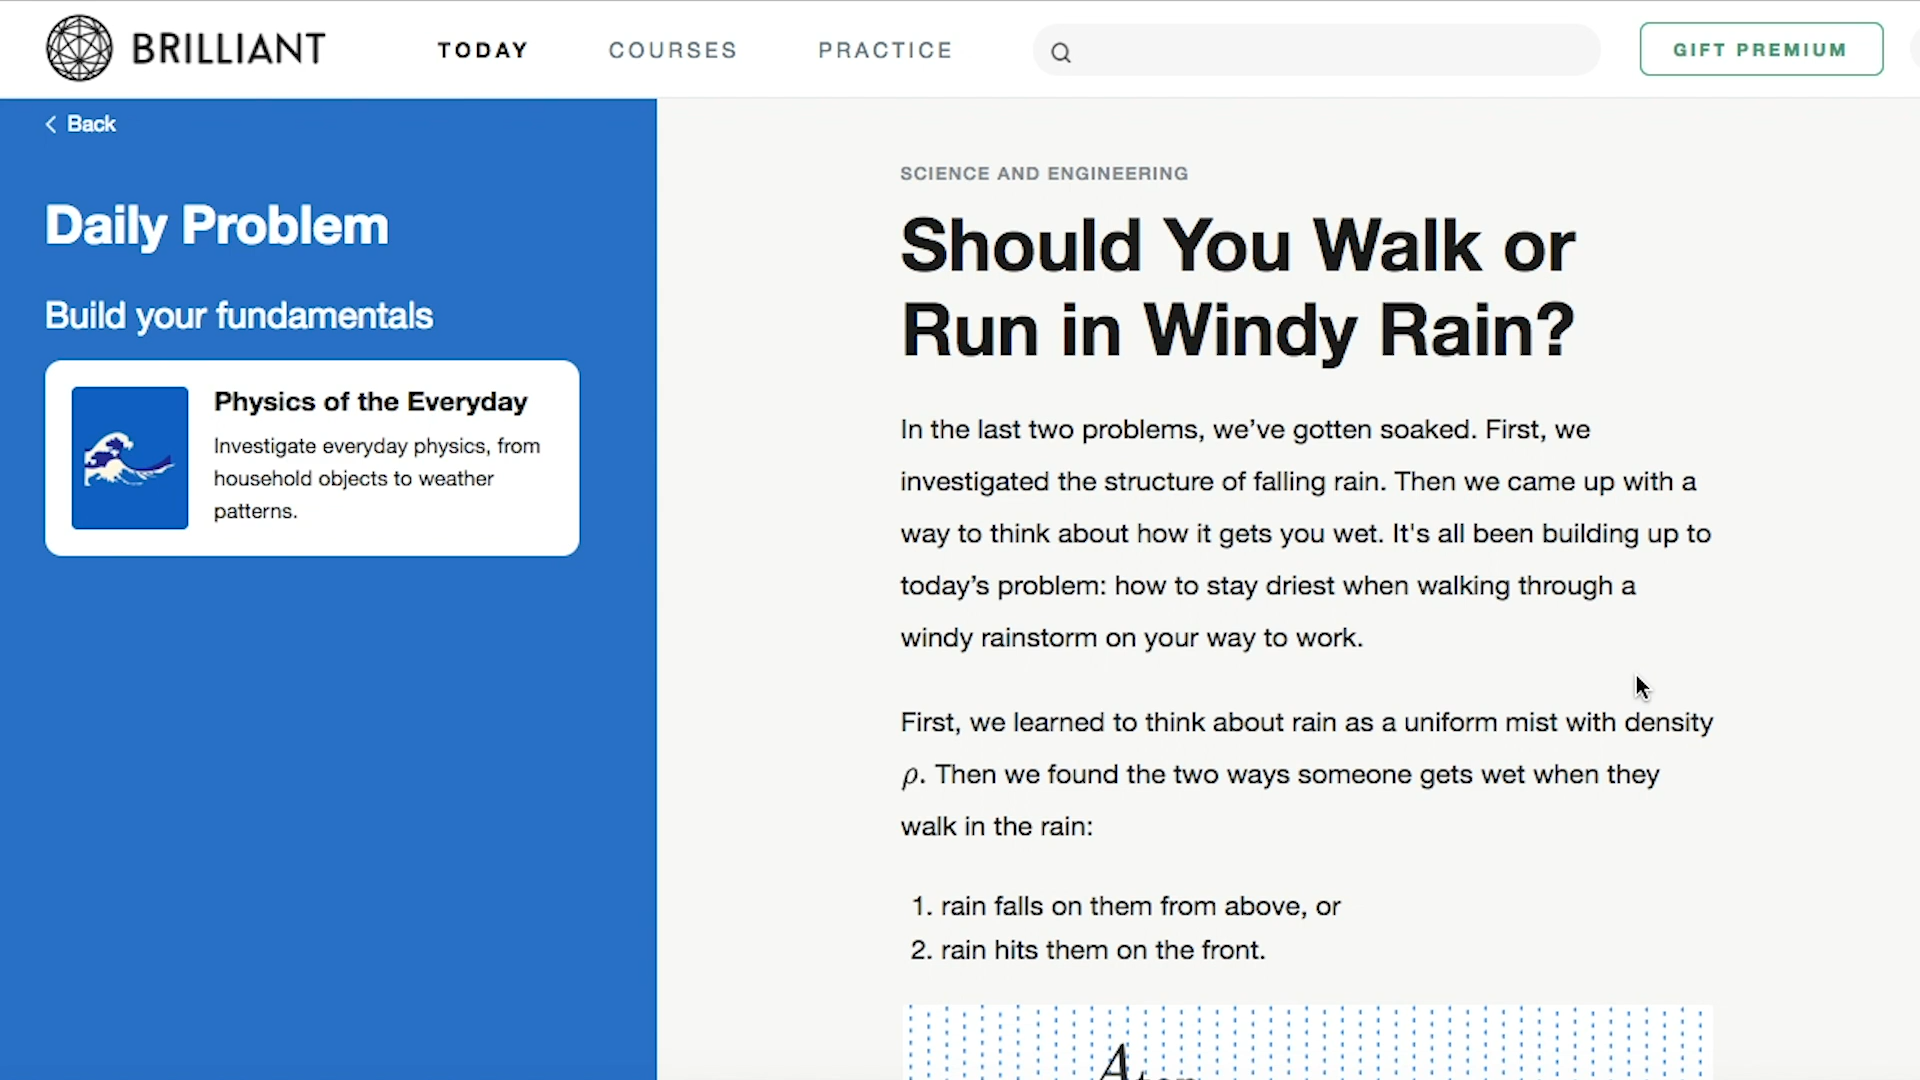 BRILLIANT
TODAY
COURSES
PRACTICE
GIFT PREMIUM
Back
Daily Problem
Build your fundamentals
Physics of the Everyday
Investigate everyday physics, from
household objects to weather
patterns.
SCIENCE AND ENGINEERING
Should You Walk or
Run in Windy Rain?
In the last two problems, we’ve gotten soaked. First, we
investigated the structure of falling rain. Then we came up with a
way to think about how it gets you wet. It's all been building up to
today’s problem: how to stay driest when walking through a
windy rainstorm on your way to work.
First, we learned to think about rain as a uniform mist with density
ρ. Then we found the two ways someone gets wet when they
walk in the rain:
1. rain falls on them from above, or
2. rain hits them on the front.
A